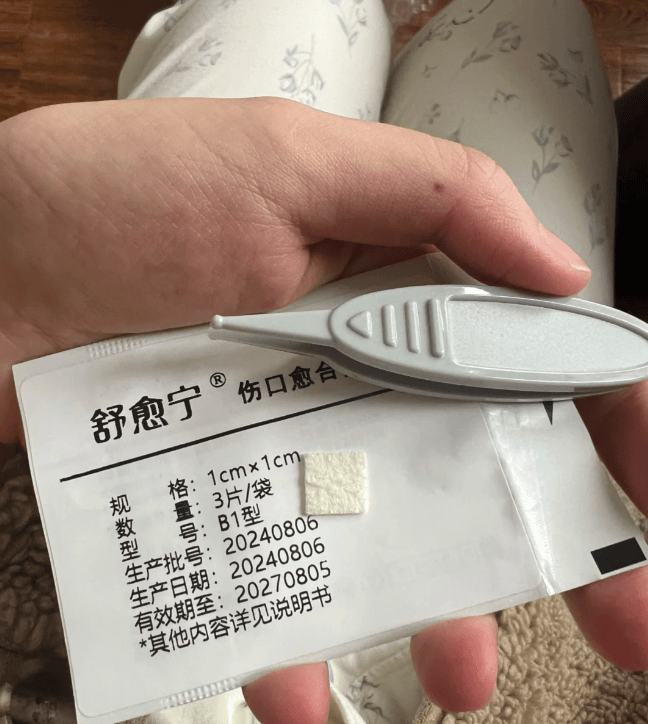 舒愈宁® 伤口愈合
规 格：1cm×1cm
数 量：3片/袋
型 号：B1型
生产批号：20240806
生产日期：20240806
有效期至：20270805
*其他内容详见说明书